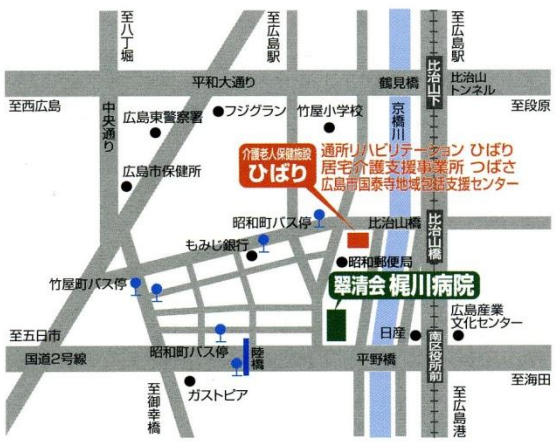 至八丁堀
至広島駅
至広島駅
平和大通り
鶴見橋
比治山下
比治山
トンネル
至西広島
至段原
中央通り
広島東警察署
フジグラン
竹屋小学校
京橋川
広島市保健所
介護老人保健施設
ひばり
通所リハビリテーション ひばり
居宅介護支援事業所 つばさ
広島市国泰寺地域包括支援センター
昭和町バス停
比治山橋
比治山橋
もみじ銀行
昭和郵便局
竹屋町バス停
翠清会 梶川病院
広島産業
文化センター
日産
至五日市
国道2号線
昭和町バス停
陸橋
平野橋
南区役所前
至海田
至御幸橋
ガストピア
至広島港